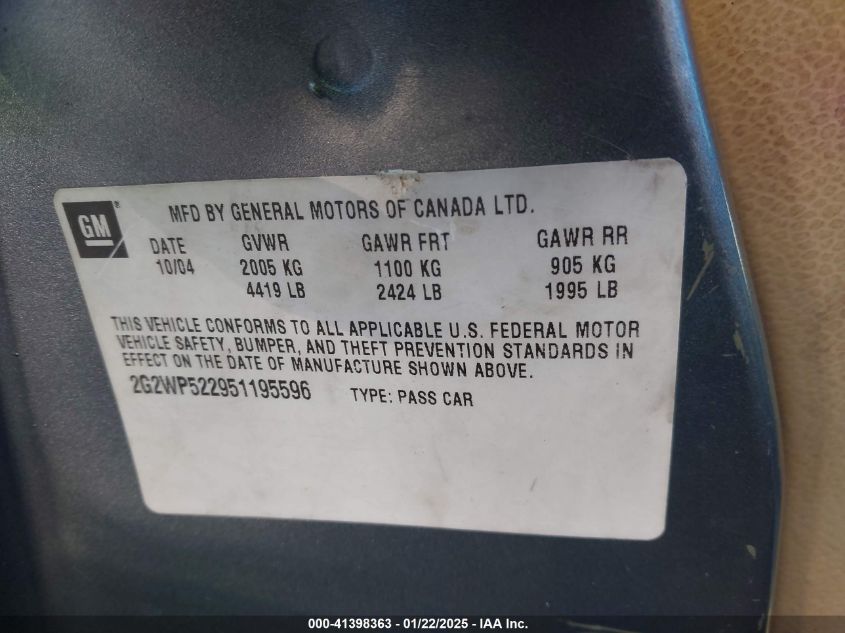 GM®
MFD BY GENERAL MOTORS OF CANADA LTD.
DATE GVWR GAWR FRT GAWR RR
10/04 2005 KG 1100 KG 905 KG
4419 LB 2424 LB 1995 LB
THIS VEHICLE CONFORMS TO ALL APPLICABLE U.S. FEDERAL MOTOR
VEHICLE SAFETY, BUMPER, AND THEFT PREVENTION STANDARDS IN
EFFECT ON THE DATE OF MANUFACTURE SHOWN ABOVE.
2G2WP522951195596 TYPE: PASS CAR
000-41398363 - 01/22/2025 - IAA Inc.